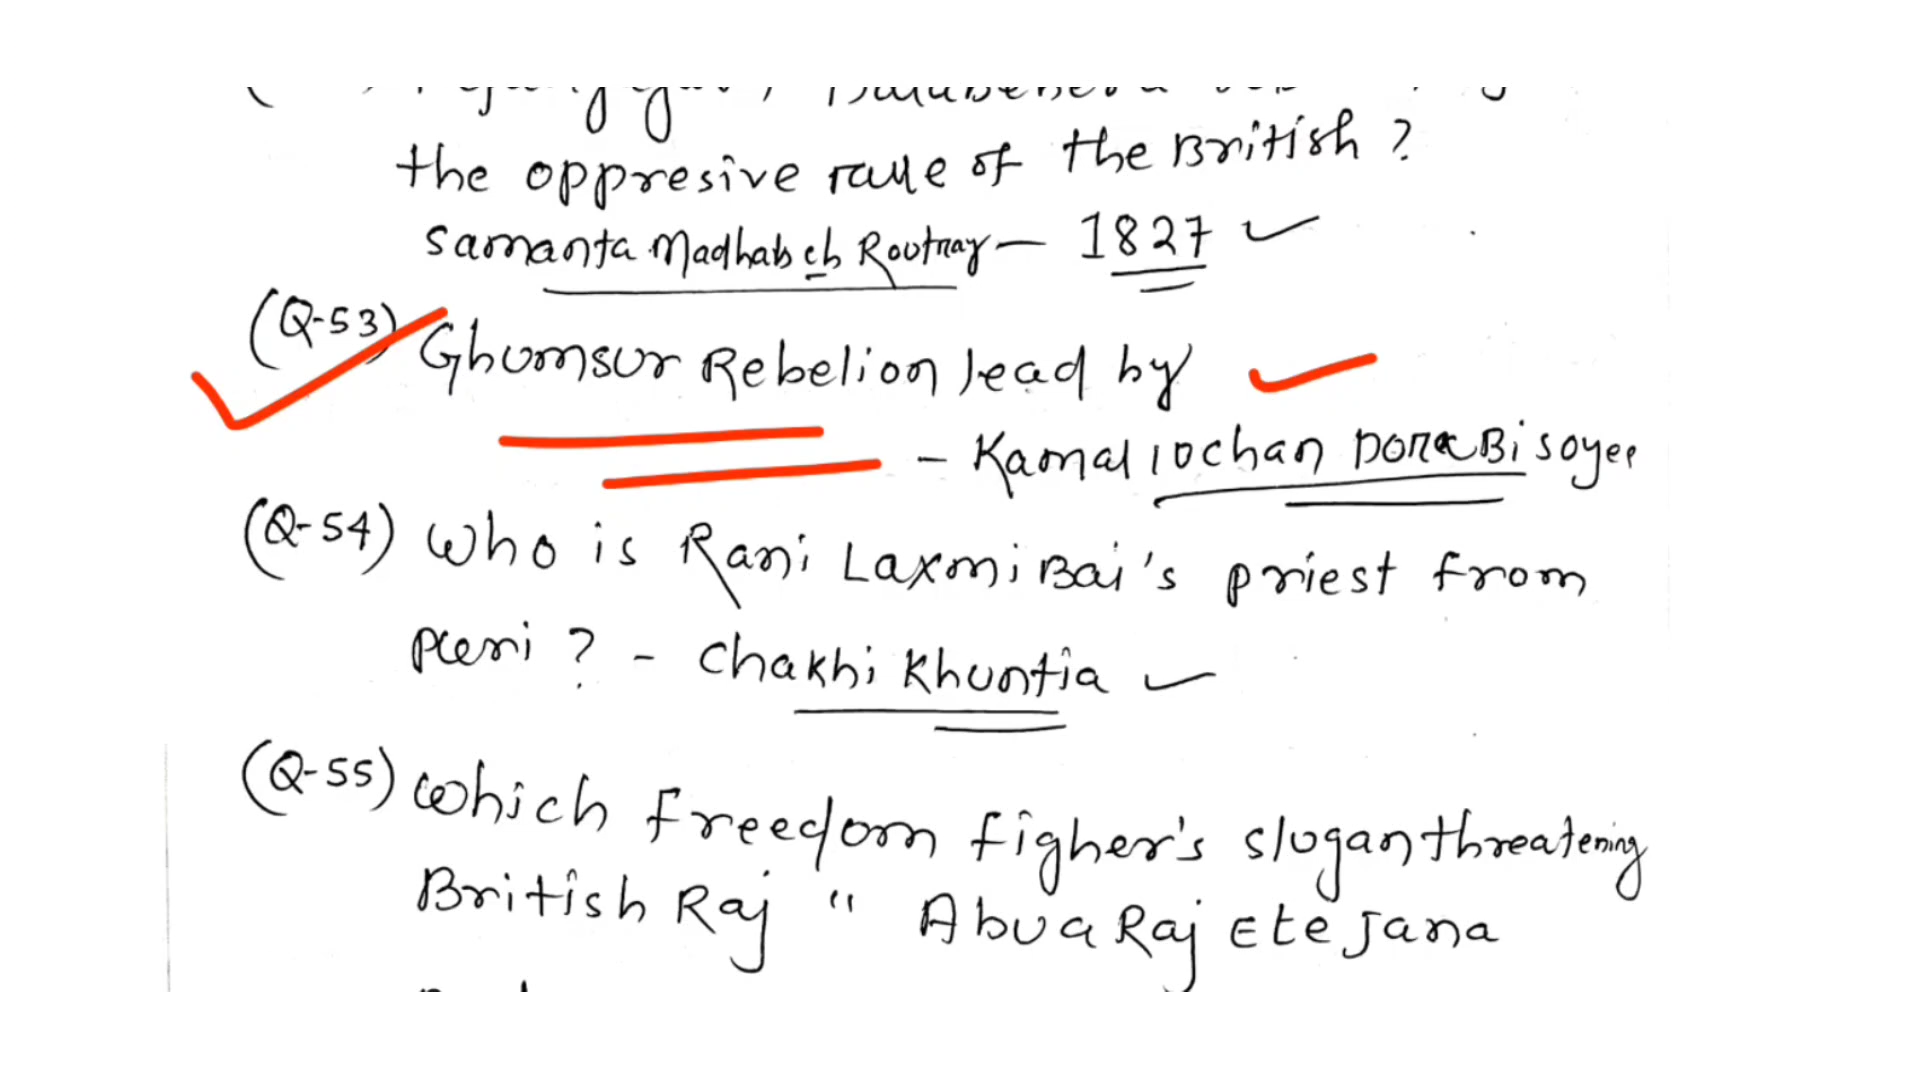 the oppresive rule of the British ?
Samanta Madhab ch Routray - 1827
(Q-53) Ghumsur Rebelion lead by
- Kamal lochan Dora Bisoyee
(Q-54) Who is Rani Laxmi Bai's priest from
Puri ? - Chakhi Khuntia
(Q-55) Which freedom figher's slogan threatening
British Raj " Abua Raj Ete Jana